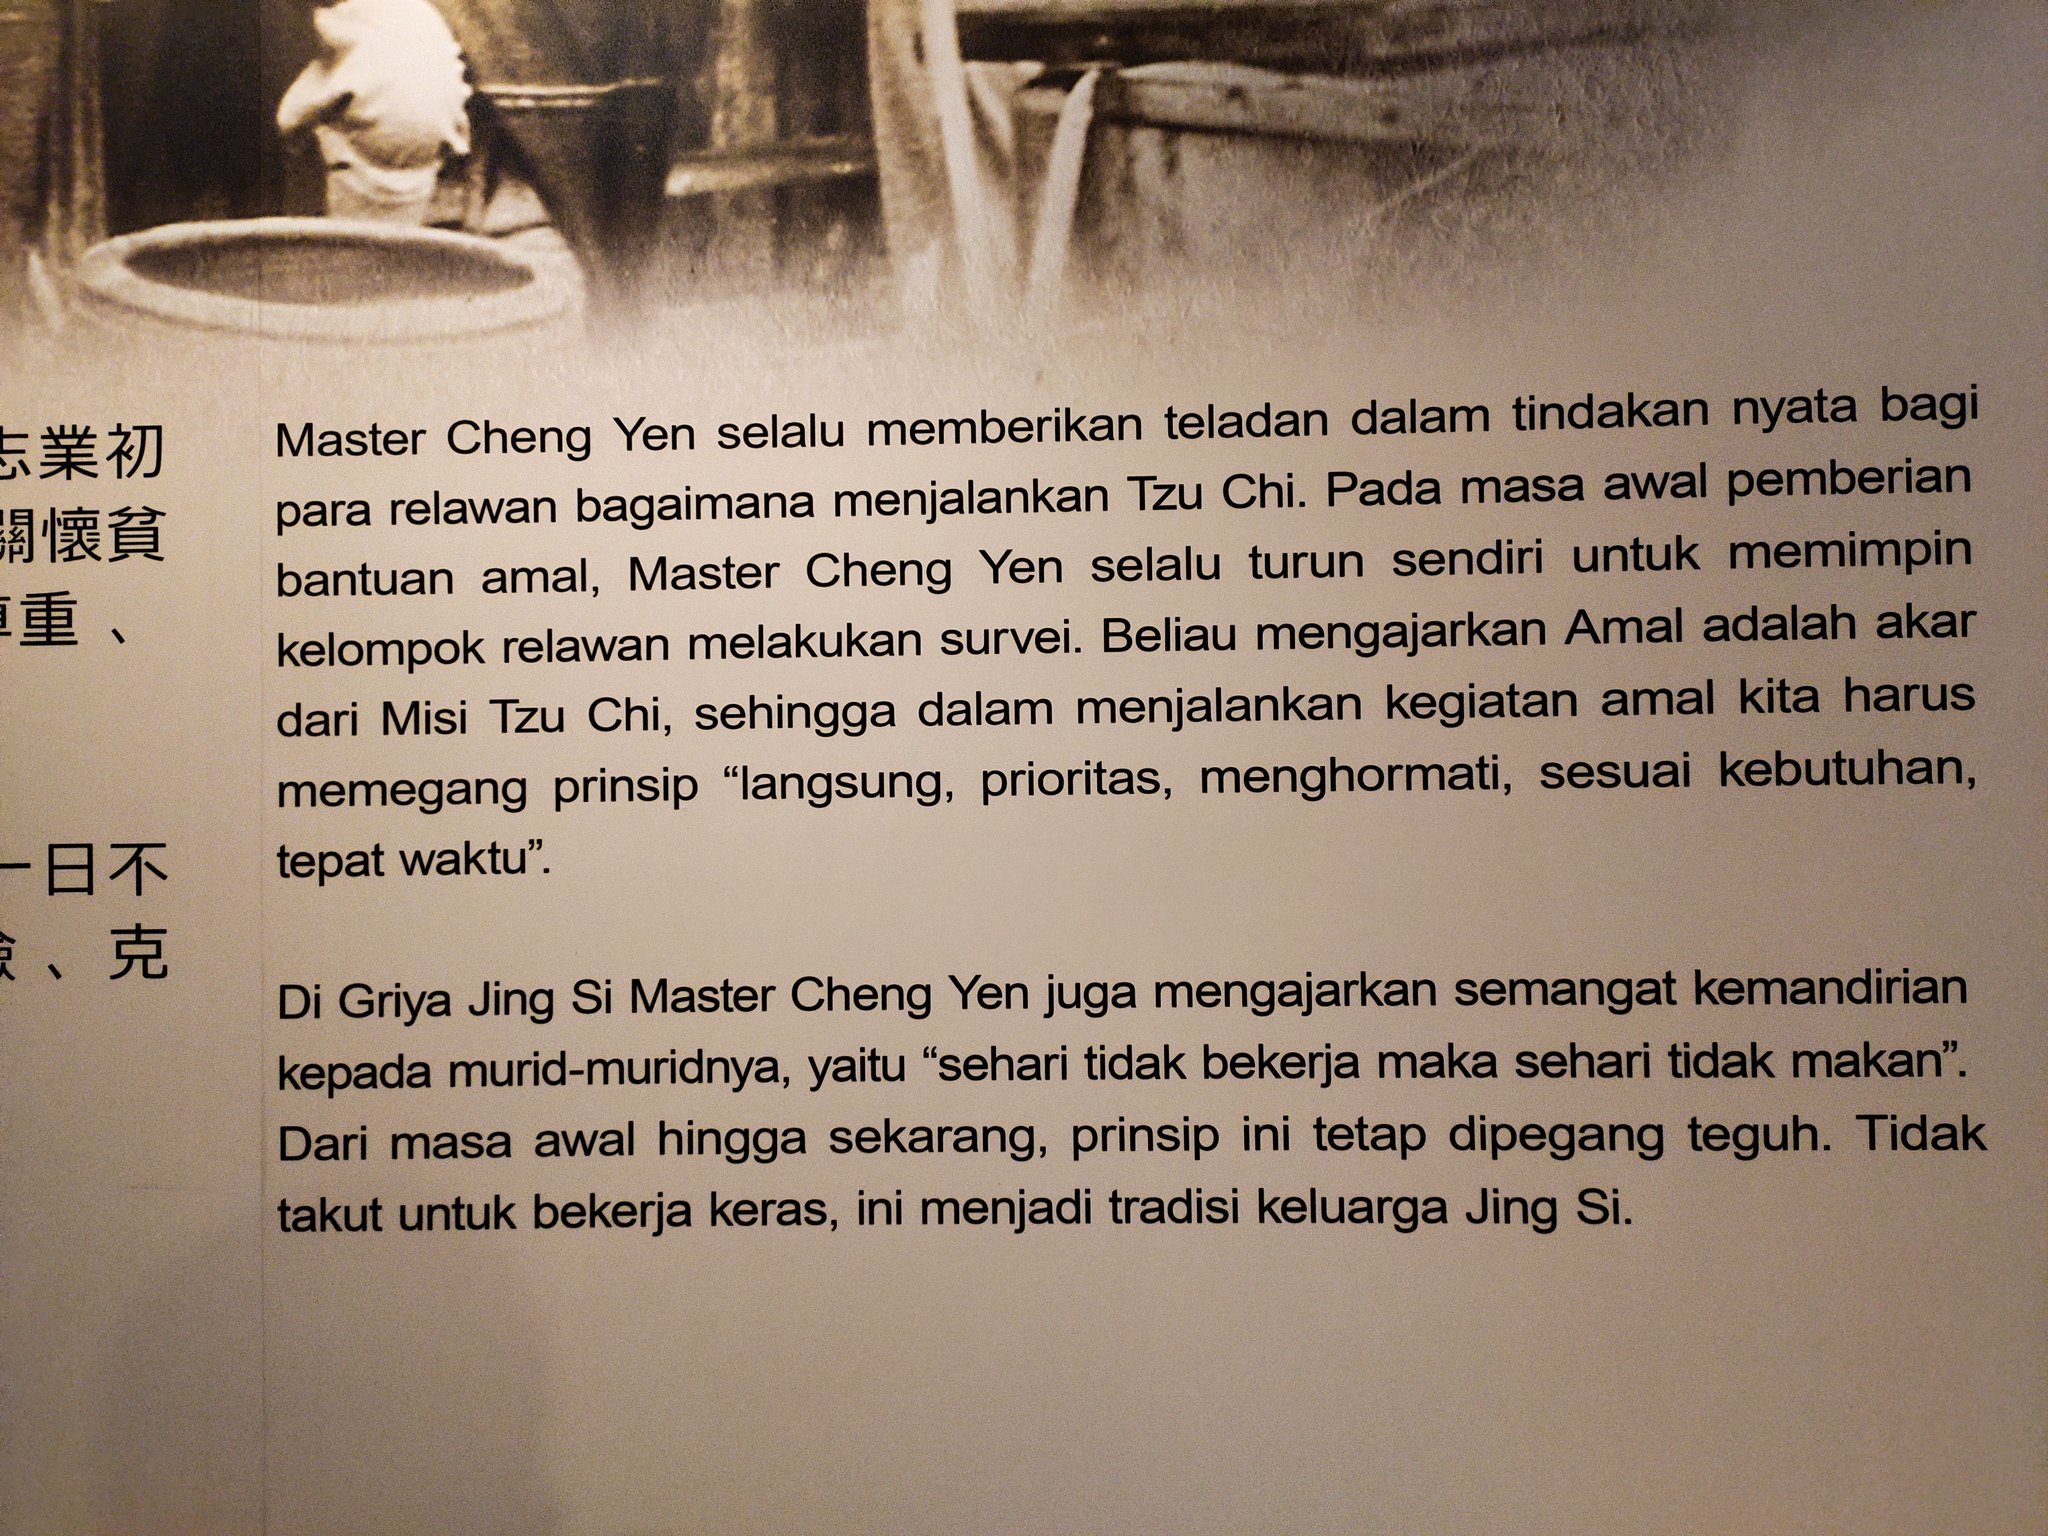 志業初
關懷貧
重、
一日不
、克
Master Cheng Yen selalu memberikan teladan dalam tindakan nyata bagi
para relawan bagaimana menjalankan Tzu Chi. Pada masa awal pemberian
bantuan amal, Master Cheng Yen selalu turun sendiri untuk memimpin
kelompok relawan melakukan survei. Beliau mengajarkan Amal adalah akar
dari Misi Tzu Chi, sehingga dalam menjalankan kegiatan amal kita harus
memegang prinsip “langsung, prioritas, menghormati, sesuai kebutuhan,
tepat waktu”.
Di Griya Jing Si Master Cheng Yen juga mengajarkan semangat kemandirian
kepada murid-muridnya, yaitu “sehari tidak bekerja maka sehari tidak makan”.
Dari masa awal hingga sekarang, prinsip ini tetap dipegang teguh. Tidak
takut untuk bekerja keras, ini menjadi tradisi keluarga Jing Si.